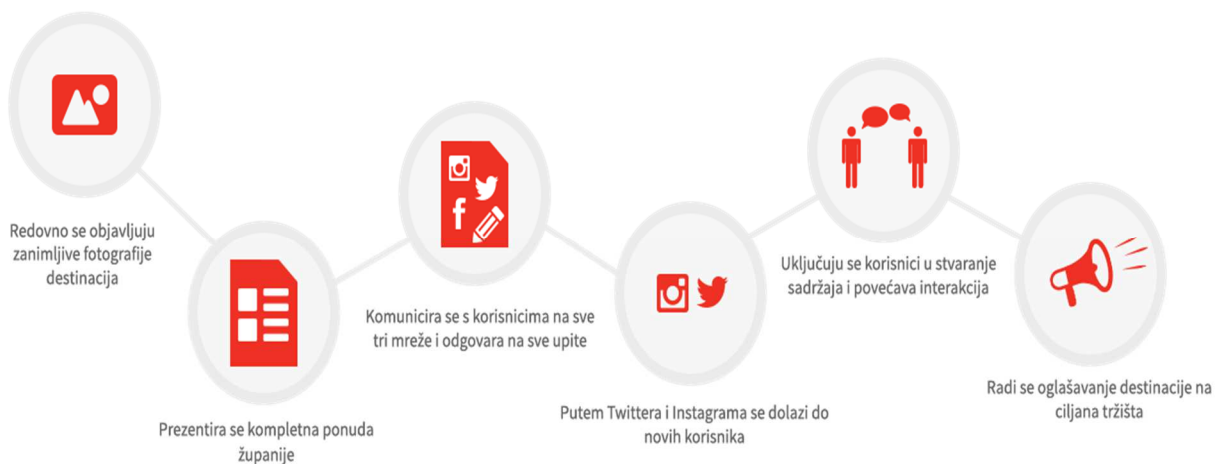 Redovno se objavljuju
zanimljive fotografije
destinacija
Prezentira se kompletna ponuda
županije
Komunicira se s korisnicima na sve
tri mreže i odgovara na sve upite
Putem Twittera i Instagrama se dolazi do
novih korisnika
Uključuju se korisnici u stvaranje
sadržaja i povećava interakcija
Radi se oglašavanje destinacije na
ciljana tržišta